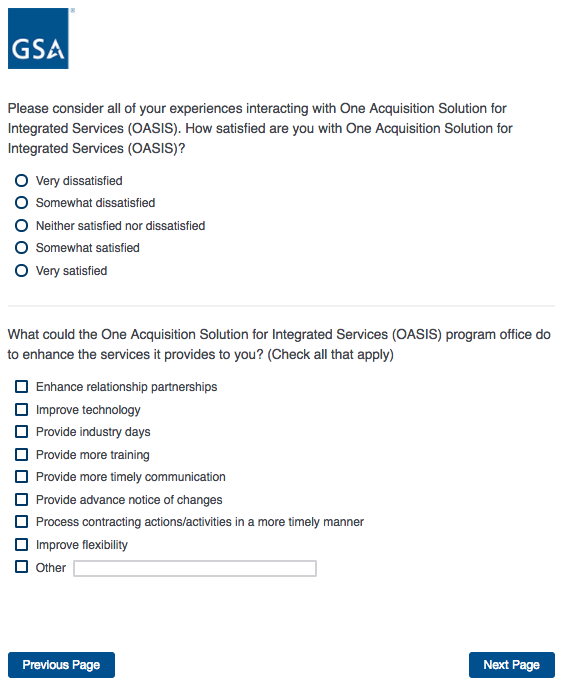 GSA
Please consider all of your experiences interacting with One Acquisition Solution for
Integrated Services (OASIS). How satisfied are you with One Acquisition Solution for
Integrated Services (OASIS)?
Very dissatisfied
Somewhat dissatisfied
Neither satisfied nor dissatisfied
Somewhat satisfied
Very satisfied
What could the One Acquisition Solution for Integrated Services (OASIS) program office do
to enhance the services it provides to you? (Check all that apply)
Enhance relationship partnerships
Improve technology
Provide industry days
Provide more training
Provide more timely communication
Provide advance notice of changes
Process contracting actions/activities in a more timely manner
Improve flexibility
Other
Previous Page
Next Page